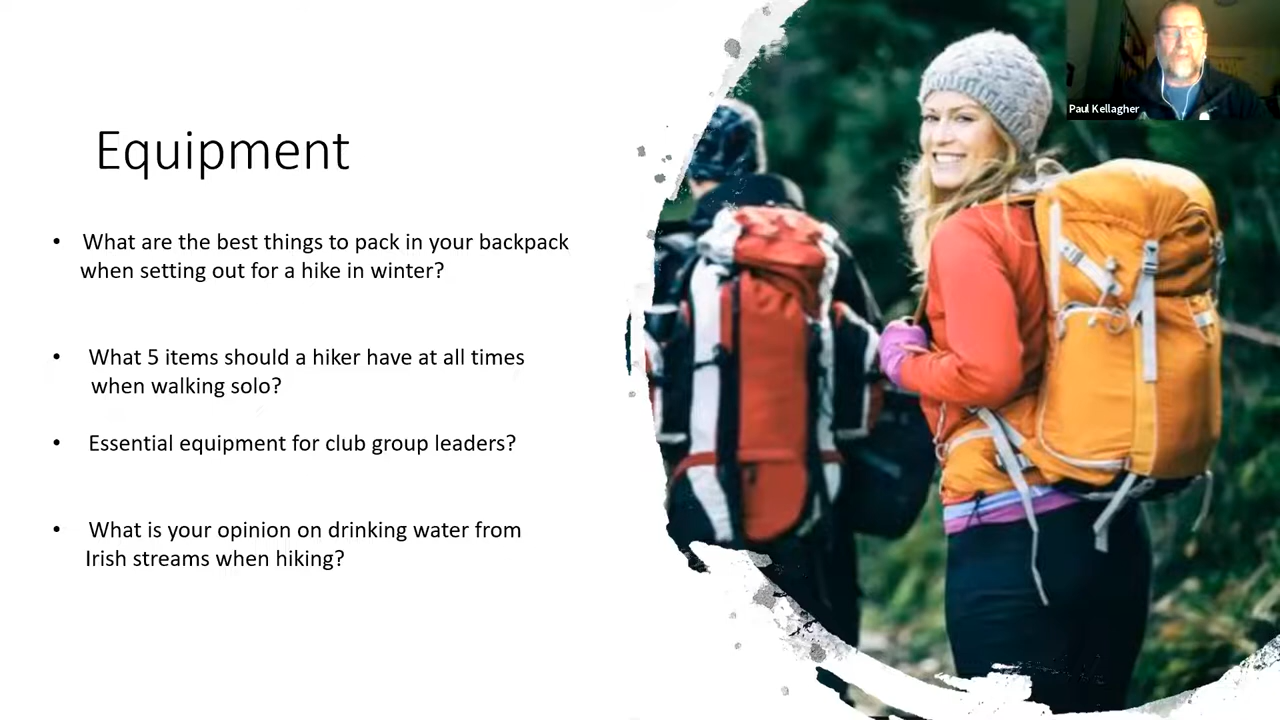 Equipment
• What are the best things to pack in your backpack
when setting out for a hike in winter?
• What 5 items should a hiker have at all times
when walking solo?
• Essential equipment for club group leaders?
• What is your opinion on drinking water from
Irish streams when hiking?
Paul Kellagher